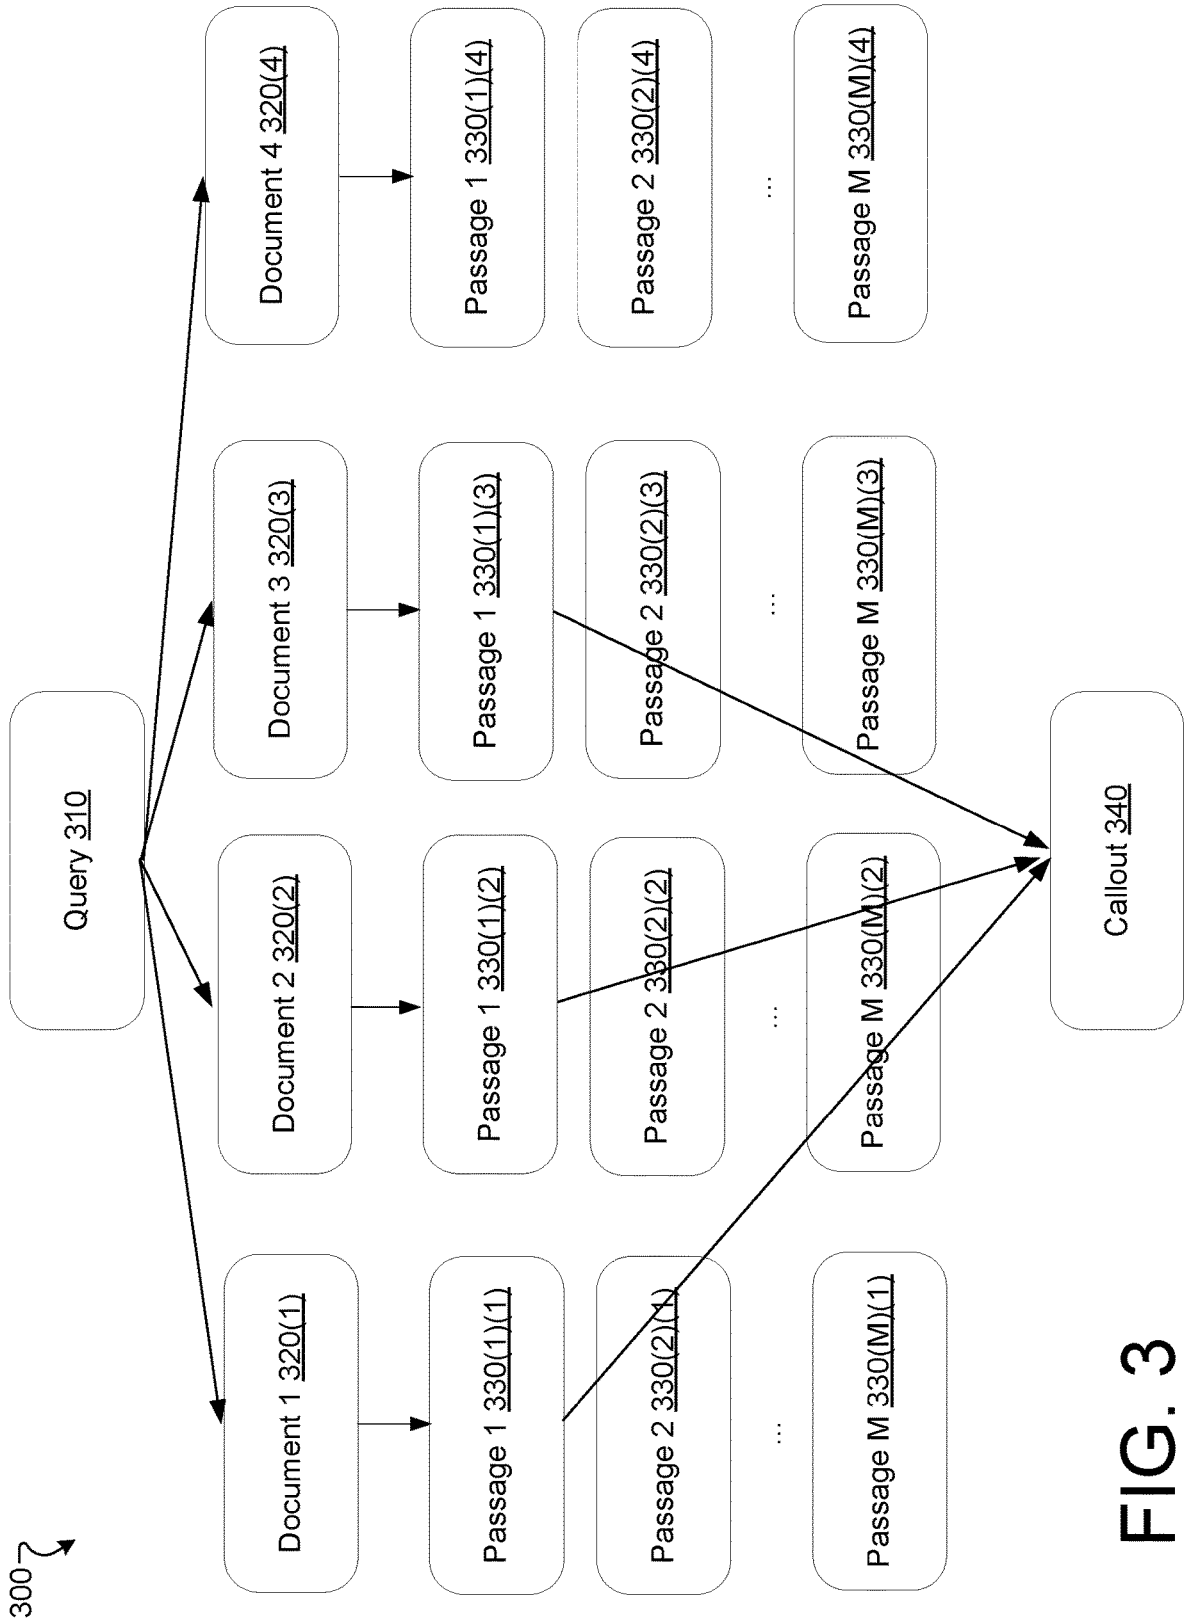 300
Query 310
Document 1 320(1)
Document 2 320(2)
Document 3 320(3)
Document 4 320(4)
Passage 1 330(1)(1)
Passage 1 330(1)(2)
Passage 1 330(1)(3)
Passage 1 330(1)(4)
Passage 2 330(2)(1)
Passage 2 330(2)(2)
Passage 2 330(2)(3)
Passage 2 330(2)(4)
...
...
...
...
Passage M 330(M)(1)
Passage M 330(M)(2)
Passage M 330(M)(3)
Passage M 330(M)(4)
Callout 340
FIG. 3